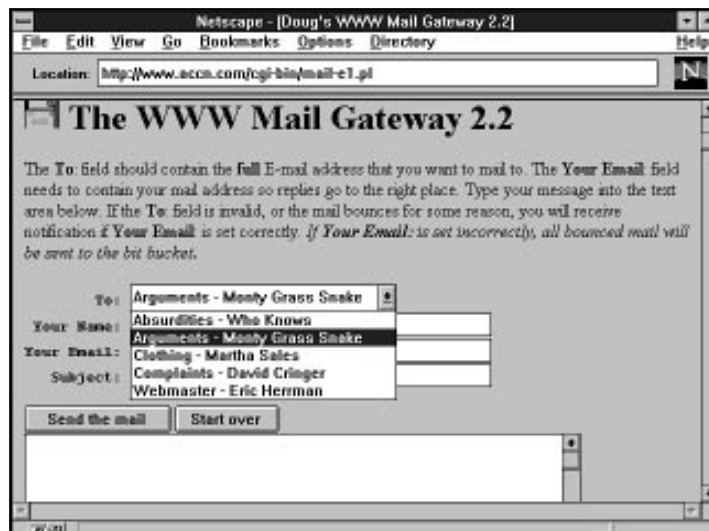 Netscape - [Doug's WWW Mail Gateway 2.2]
File Edit View Go Bookmarks Options Directory Help
Location: http://www.accn.com/cgi-bin/mail-e1.pl
N
The WWW Mail Gateway 2.2
The To: field should contain the full E-mail address that you want to mail to. The Your Email: field
needs to contain your mail address so replies go to the right place. Type your message into the text
area below. If the To: field is invalid, or the mail bounces for some reason, you will receive
notification if Your Email: is set correctly. If Your Email: is set incorrectly, all bounced mail will
be sent to the bit bucket.
To: Arguments - Monty Grass Snake
Absurdities - Who Knows
Your Name:
Arguments - Monty Grass Snake
Your Email:
Clothing - Martha Sales
Subject: Complaints - David Cringer
Webmaster - Eric Herrman
Send the mail Start over